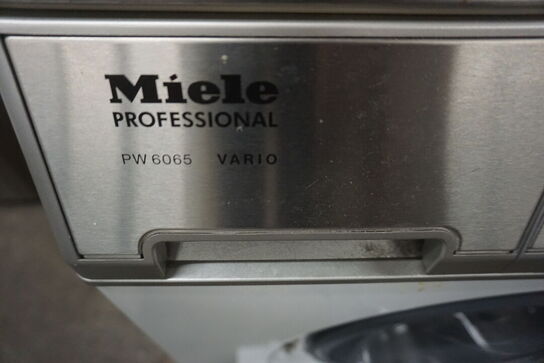 Miele
PROFESSIONAL
PW 6065 VARIO